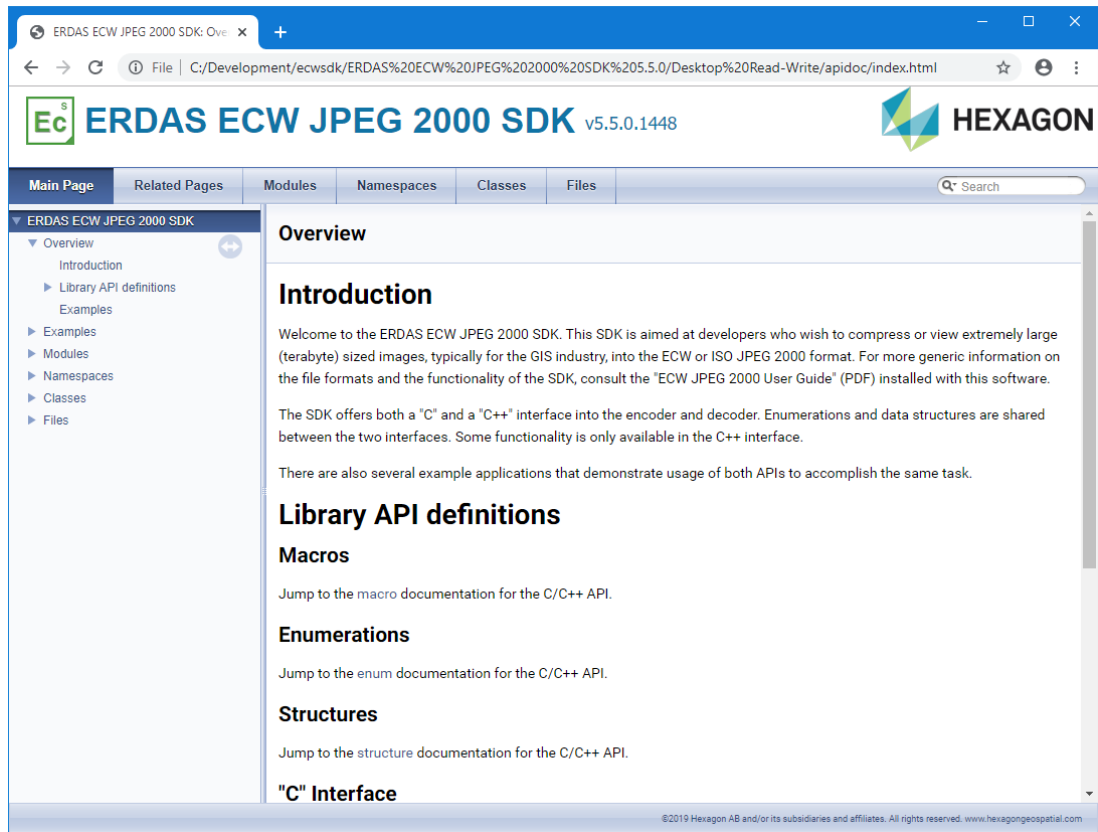 ERDAS ECW JPEG 2000 SDK: Ove
File | C:/Development/ecwsdk/ERDAS%20ECW%20JPEG%202000%20SDK%205.5.0/Desktop%20Read-Write/apidoc/index.html
Ec S
ERDAS ECW JPEG 2000 SDK v5.5.0.1448
HEXAGON
Main Page Related Pages Modules Namespaces Classes Files Search
ERDAS ECW JPEG 2000 SDK
Overview
Introduction
Library API definitions
Examples
Examples
Modules
Namespaces
Classes
Files
Overview
Introduction
Welcome to the ERDAS ECW JPEG 2000 SDK. This SDK is aimed at developers who wish to compress or view extremely large
(terabyte) sized images, typically for the GIS industry, into the ECW or ISO JPEG 2000 format. For more generic information on
the file formats and the functionality of the SDK, consult the "ECW JPEG 2000 User Guide" (PDF) installed with this software.
The SDK offers both a "C" and a "C++" interface into the encoder and decoder. Enumerations and data structures are shared
between the two interfaces. Some functionality is only available in the C++ interface.
There are also several example applications that demonstrate usage of both APIs to accomplish the same task.
Library API definitions
Macros
Jump to the macro documentation for the C/C++ API.
Enumerations
Jump to the enum documentation for the C/C++ API.
Structures
Jump to the structure documentation for the C/C++ API.
"C" Interface
©2019 Hexagon AB and/or its subsidiaries and affiliates. All rights reserved. www.hexagongeospatial.com